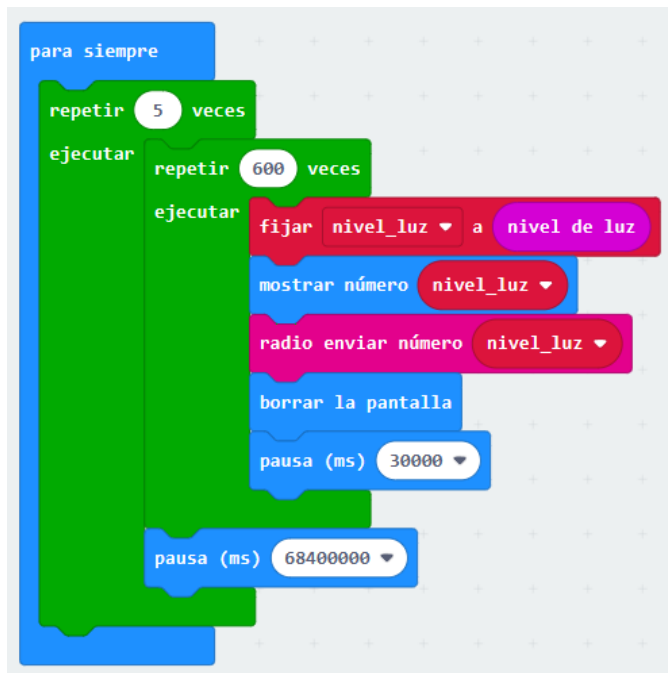 para siempre
repetir 5 veces
ejecutar
repetir 600 veces
ejecutar
fijar nivel_luz a nivel de luz
mostrar número nivel_luz
radio enviar número nivel_luz
borrar la pantalla
pausa (ms) 30000
pausa (ms) 68400000